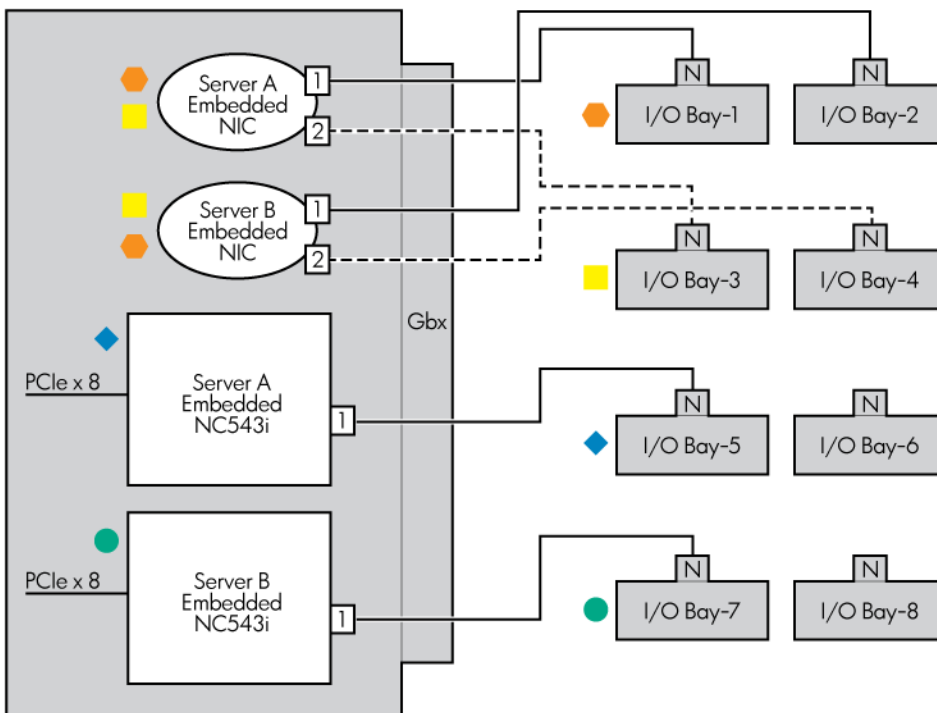 Server A
Embedded
NIC
1
2
N
I/O Bay-1
N
I/O Bay-2
Server B
Embedded
NIC
1
2
N
I/O Bay-3
N
I/O Bay-4
Gbx
PCIe x 8
Server A
Embedded
NC543i
1
N
I/O Bay-5
N
I/O Bay-6
PCIe x 8
Server B
Embedded
NC543i
1
N
I/O Bay-7
N
I/O Bay-8